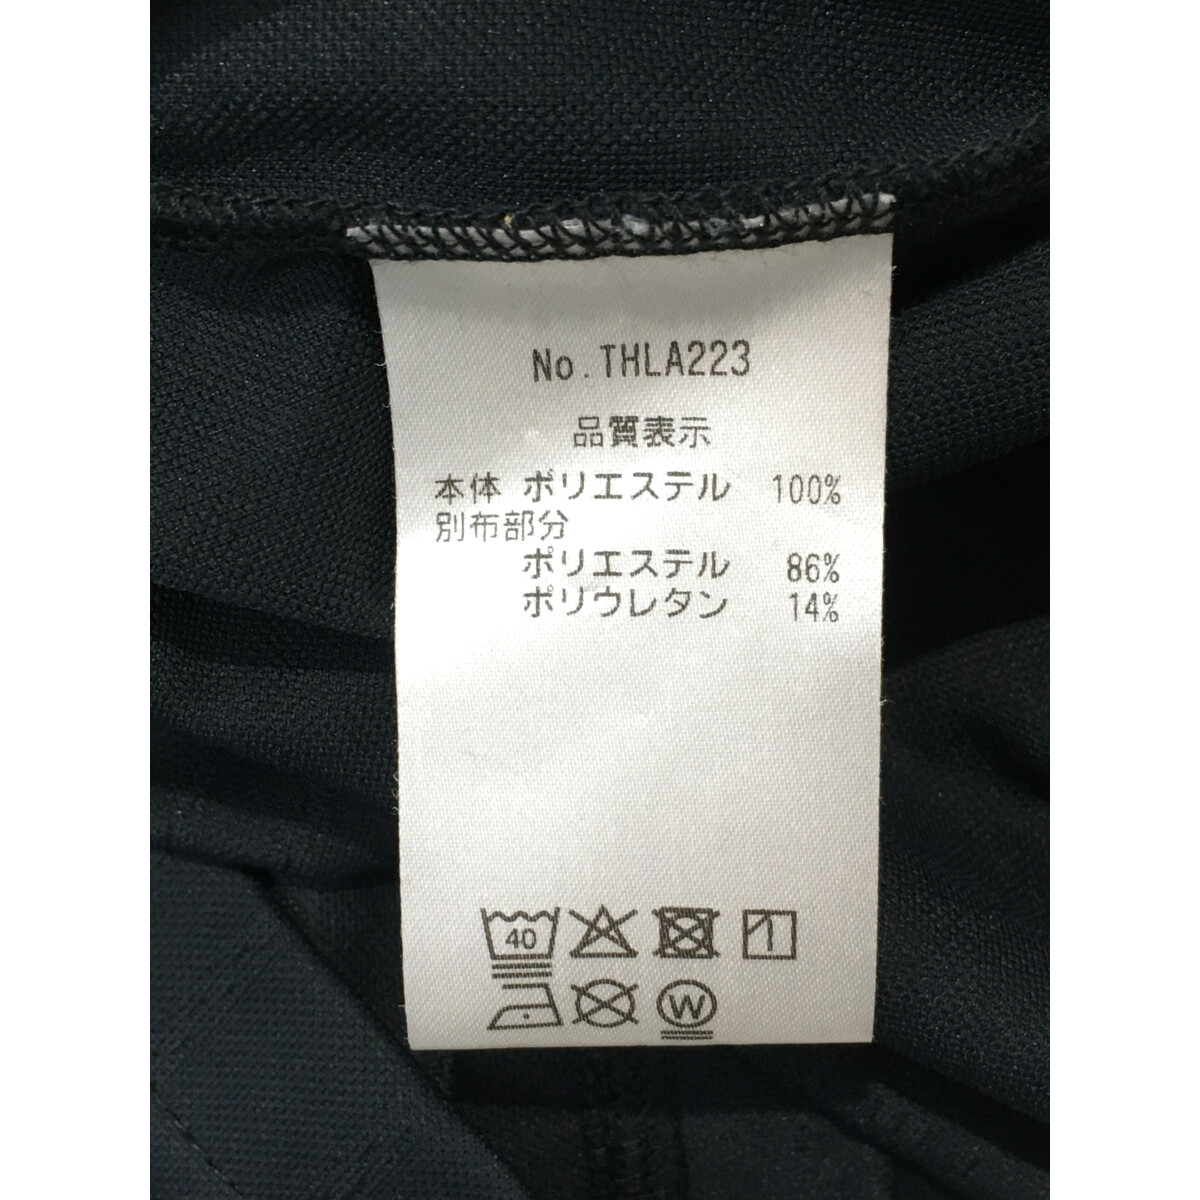 No.THLA223
品質表示
本体 ポリエステル 100%
別布部分
ポリエステル 86%
ポリウレタン 14%
40
W